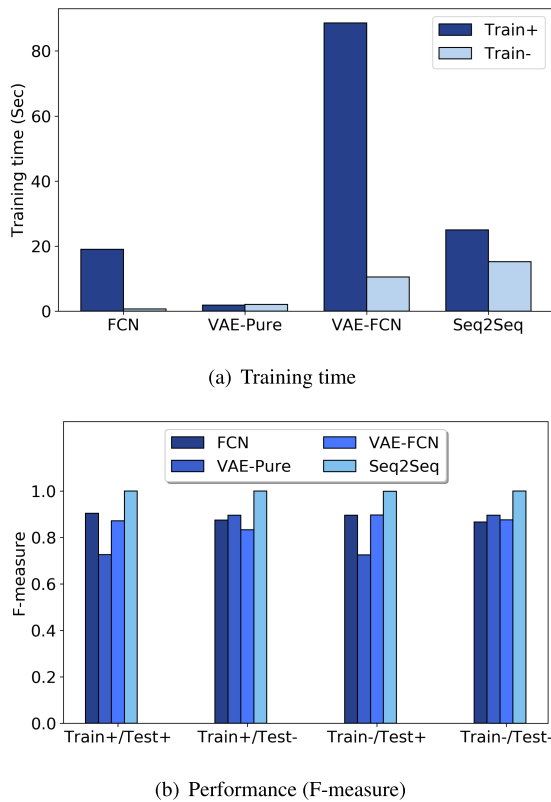 Training time (Sec)
80
60
40
20
0
Train+
Train-
FCN VAE-Pure VAE-FCN Seq2Seq
(a) Training time
F-measure
1.0
0.8
0.6
0.4
0.2
0.0
FCN VAE-FCN
VAE-Pure Seq2Seq
Train+/Test+ Train+/Test- Train-/Test+ Train-/Test-
(b) Performance (F-measure)